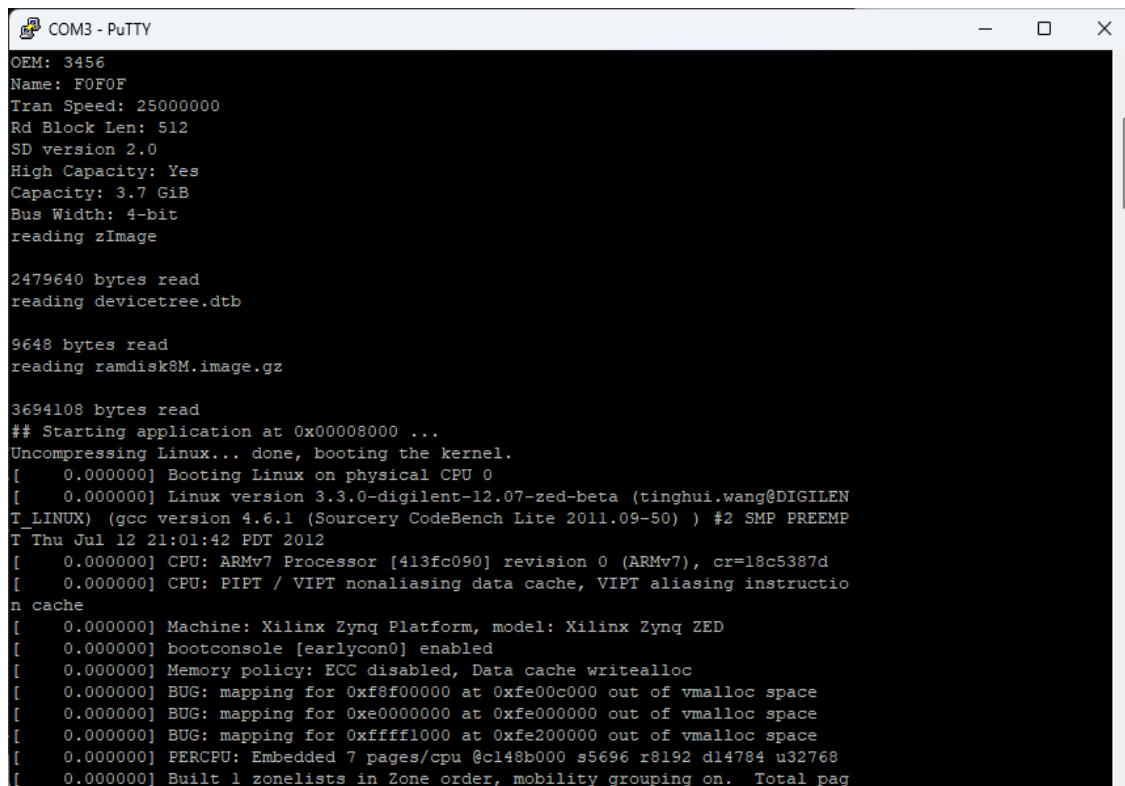 COM3 - PuTTY
OEM: 3456
Name: F0F0F
Tran Speed: 25000000
Rd Block Len: 512
SD version 2.0
High Capacity: Yes
Capacity: 3.7 GiB
Bus Width: 4-bit
reading zImage
2479640 bytes read
reading devicetree.dtb
9648 bytes read
reading ramdisk8M.image.gz
3694108 bytes read
## Starting application at 0x00008000 ...
Uncompressing Linux... done, booting the kernel.
[    0.000000] Booting Linux on physical CPU 0
[    0.000000] Linux version 3.3.0-digilent-12.07-zed-beta (tinghui.wang@DIGILEN
T_LINUX) (gcc version 4.6.1 (Sourcery CodeBench Lite 2011.09-50) ) #2 SMP PREEMP
T Thu Jul 12 21:01:42 PDT 2012
[    0.000000] CPU: ARMv7 Processor [413fc090] revision 0 (ARMv7), cr=18c5387d
[    0.000000] CPU: PIPT / VIPT nonaliasing data cache, VIPT aliasing instructio
n cache
[    0.000000] Machine: Xilinx Zynq Platform, model: Xilinx Zynq ZED
[    0.000000] bootconsole [earlycon0] enabled
[    0.000000] Memory policy: ECC disabled, Data cache writealloc
[    0.000000] BUG: mapping for 0xf8f00000 at 0xfe00c000 out of vmalloc space
[    0.000000] BUG: mapping for 0xe0000000 at 0xfe000000 out of vmalloc space
[    0.000000] BUG: mapping for 0xffff1000 at 0xfe200000 out of vmalloc space
[    0.000000] PERCPU: Embedded 7 pages/cpu @c148b000 s5696 r8192 d14784 u32768
[    0.000000] Built 1 zonelists in Zone order, mobility grouping on.  Total pag